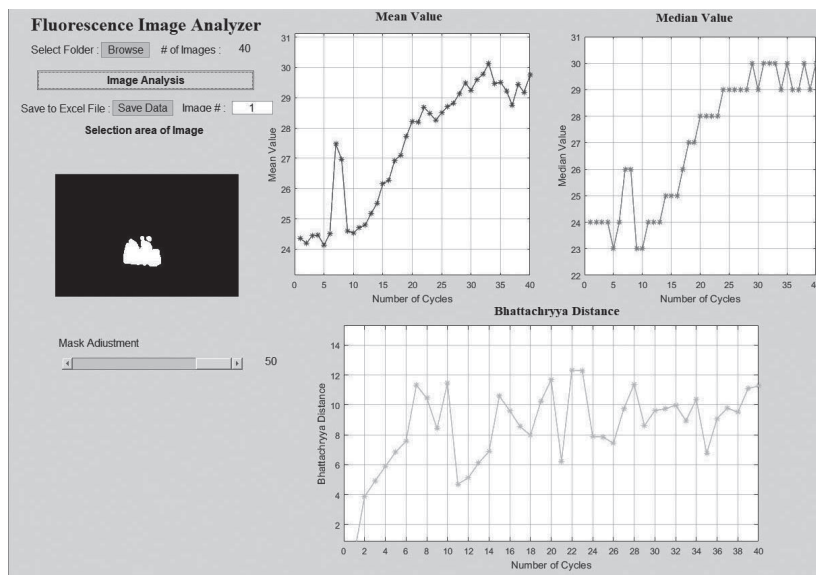 Fluorescence Image Analyzer
Select Folder : Browse # of Images : 40
Image Analysis
Save to Excel File : Save Data Image # : 1
Selection area of Image
Mask Adjustment
50
Mean Value
31
30
29
28
27
26
25
24
Mean Value
0 5 10 15 20 25 30 35 40
Number of Cycles
Median Value
31
30
29
28
27
26
25
24
23
22
Median Value
0 5 10 15 20 25 30 35 4
Number of Cycles
Bhattachryya Distance
14
12
10
8
6
4
2
Bhattachryya Distance
0 2 4 6 8 10 12 14 16 18 20 22 24 26 28 30 32 34 36 38 40
Number of Cycles